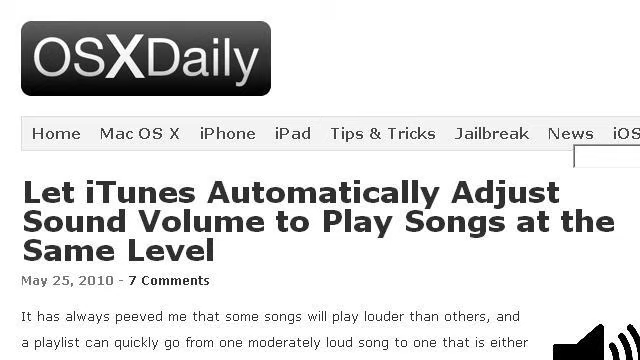 OSXDaily
Home Mac OS X iPhone iPad Tips & Tricks Jailbreak News iOS
Let iTunes Automatically Adjust
Sound Volume to Play Songs at the
Same Level
May 25, 2010 - 7 Comments
It has always peeved me that some songs will play louder than others, and
a playlist can quickly go from one moderately loud song to one that is either